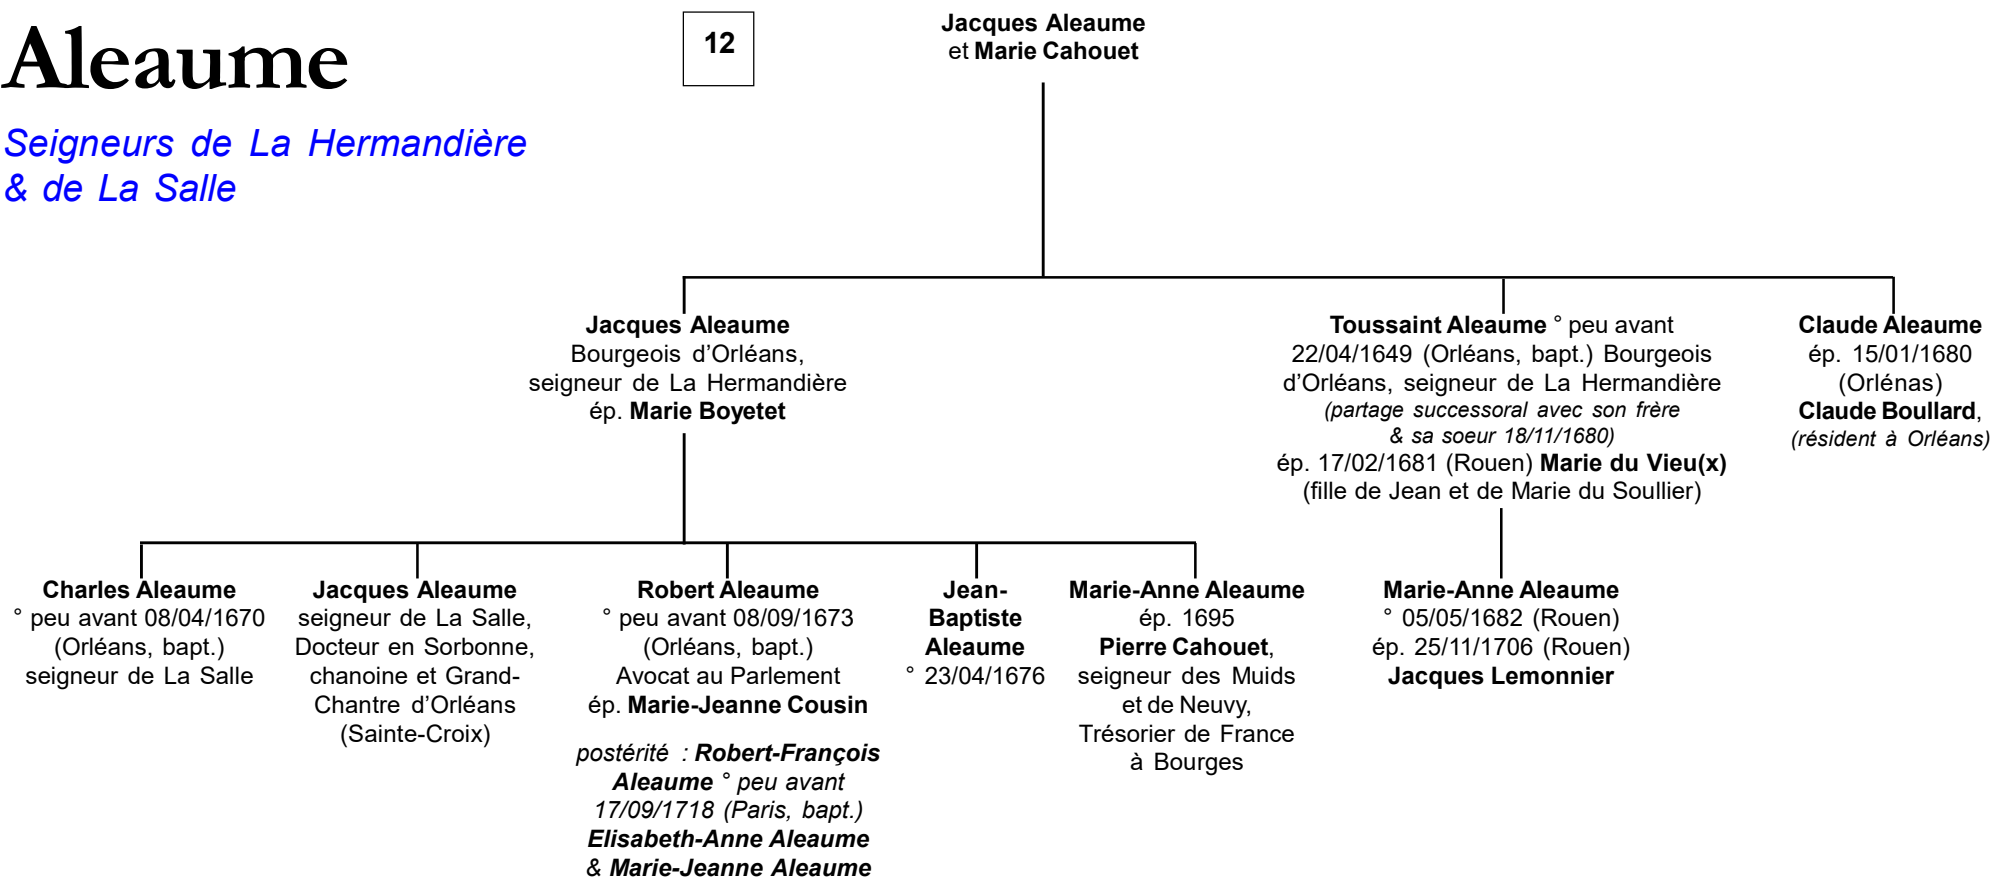 Aleaume
Seigneurs de La Hermandière
& de La Salle
12
Jacques Aleaume
et Marie Cahouet
Jacques Aleaume
Bourgeois d’Orléans,
seigneur de La Hermandière
ép. Marie Boyetet
Toussaint Aleaume ° peu avant
22/04/1649 (Orléans, bapt.) Bourgeois
d’Orléans, seigneur de La Hermandière
(partage successoral avec son frère
& sa soeur 18/11/1680)
ép. 17/02/1681 (Rouen) Marie du Vieu(x)
(fille de Jean et de Marie du Soullier)
Claude Aleaume
ép. 15/01/1680
(Orlénas)
Claude Boullard,
(résident à Orléans)
Charles Aleaume
° peu avant 08/04/1670
(Orléans, bapt.)
seigneur de La Salle
Jacques Aleaume
seigneur de La Salle,
Docteur en Sorbonne,
chanoine et Grand-
Chantre d’Orléans
(Sainte-Croix)
Robert Aleaume
° peu avant 08/09/1673
(Orléans, bapt.)
Avocat au Parlement
ép. Marie-Jeanne Cousin
postérité : Robert-François
Aleaume ° peu avant
17/09/1718 (Paris, bapt.)
Elisabeth-Anne Aleaume
& Marie-Jeanne Aleaume
Jean-
Baptiste
Aleaume
° 23/04/1676
Marie-Anne Aleaume
ép. 1695
Pierre Cahouet,
seigneur des Muids
et de Neuvy,
Trésorier de France
à Bourges
Marie-Anne Aleaume
° 05/05/1682 (Rouen)
ép. 25/11/1706 (Rouen)
Jacques Lemonnier